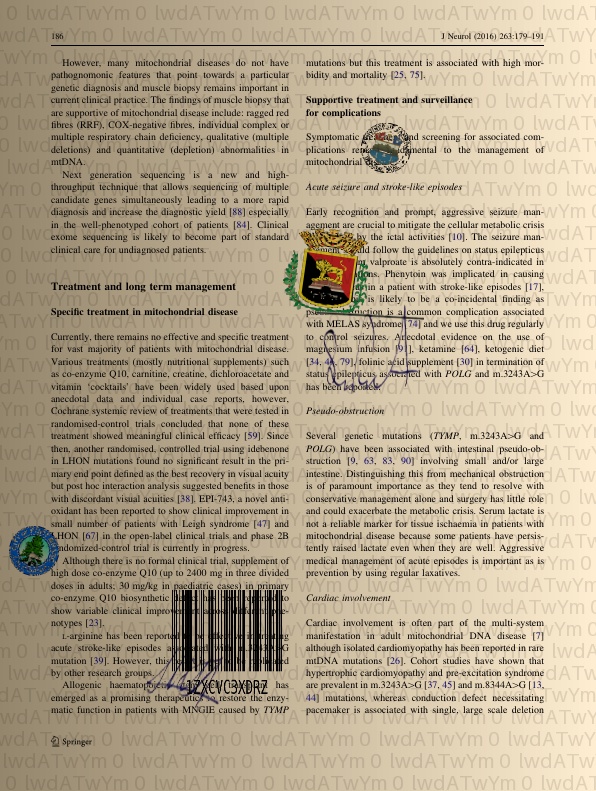 186
J Neurol (2016) 263:179–191
However, many mitochondrial diseases do not have
pathognomonic features that point towards a particular
genetic diagnosis and muscle biopsy remains important in
current clinical practice. The findings of muscle biopsy that
are supportive of mitochondrial disease include: ragged red
fibres (RRF), COX-negative fibres, individual complex or
multiple respiratory chain deficiency, qualitative (multiple
deletions) and quantitative (depletion) abnormalities in
mtDNA.
Next generation sequencing is a new and high-
throughput technique that allows sequencing of multiple
candidate genes simultaneously leading to a more rapid
diagnosis and increase the diagnostic yield [88] especially
in the well-phenotyped cohort of patients [84]. Clinical
exome sequencing is likely to become part of standard
clinical care for undiagnosed patients.
Treatment and long term management
Specific treatment in mitochondrial disease
Currently, there remains no effective and specific treatment
for vast majority of patients with mitochondrial disease.
Various treatments (mostly nutritional supplements) such
as co-enzyme Q10, carnitine, creatine, dichloroacetate and
vitamin ‘cocktails’ have been widely used based upon
anecdotal data and individual case reports, however,
Cochrane systemic review of treatments that were tested in
randomised-control trials concluded that none of these
treatment showed meaningful clinical efficacy [59]. Since
then, another randomised, controlled trial using idebenone
in LHON mutations found no significant result in the pri-
mary end point defined as the best recovery in visual acuity
but post hoc interaction analysis suggested benefits in those
with discordant visual acuities [38]. EPI-743, a novel anti-
oxidant has been reported to show clinical improvement in
small number of patients with Leigh syndrome [47] and
LHON [67] in the open-label clinical trials and phase 2B
randomized-control trial is currently in progress.
Although there is no formal clinical trial, supplement of
high dose co-enzyme Q10 (up to 2400 mg in three divided
doses in adults; 30 mg/kg in paediatric cases) in primary
co-enzyme Q10 biosynthetic has been reported to
show variable clinical improvement across different phe-
notypes [23].
L-arginine has been reported to be effective in treating
acute stroke-like episodes associated with m.3243A>G
mutation [39]. However, this
by other research groups.
Allogenic haematopoietic has
emerged as a promising therapeutic to restore the enzy-
matic function in patients with MNGIE caused by TYMP
1ZXCVC3XDRZ
mutations but this treatment is associated with high mor-
bidity and mortality [25, 75].
Supportive treatment and surveillance
for complications
Symptomatic and screening for associated com-
plications fundamental to the management of
mitochondrial
Acute seizure and stroke-like episodes
Early recognition and prompt, aggressive seizure man-
agement are crucial to mitigate the cellular metabolic crisis
by the ictal activities [10]. The seizure man-
agement should follow the guidelines on status epilepticus
valproate is absolutely contra-indicated in
Phenytoin was implicated in causing
in a patient with stroke-like episodes [17],
is likely to be a co-incidental finding as
is a common complication associated
with MELAS syndrome [74] and we use this drug regularly
to control seizures. Anecdotal evidence on the use of
magnesium infusion ketamine [64], ketogenic diet
[34, 79], folinic acid supplement [30] in termination of
status epilepticus associated with POLG and m.3243A>G
has been reported.
Pseudo-obstruction
Several genetic mutations (TYMP, m.3243A>G and
POLG) have been associated with intestinal pseudo-ob-
struction [9, 63, 83, 90] involving small and/or large
intestine. Distinguishing this from mechanical obstruction
is of paramount importance as they tend to resolve with
conservative management alone and surgery has little role
and could exacerbate the metabolic crisis. Serum lactate is
not a reliable marker for tissue ischaemia in patients with
mitochondrial disease because some patients have persis-
tently raised lactate even when they are well. Aggressive
medical management of acute episodes is important as is
prevention by using regular laxatives.
Cardiac involvement
Cardiac involvement is often part of the multi-system
manifestation in adult mitochondrial DNA disease [7]
although isolated cardiomyopathy has been reported in rare
mtDNA mutations [26]. Cohort studies have shown that
hypertrophic cardiomyopathy and pre-excitation syndrome
are prevalent in m.3243A>G [37, 45] and m.8344A>G [13,
44] mutations, whereas conduction defect necessitating
pacemaker is associated with single, large scale deletion
Springer